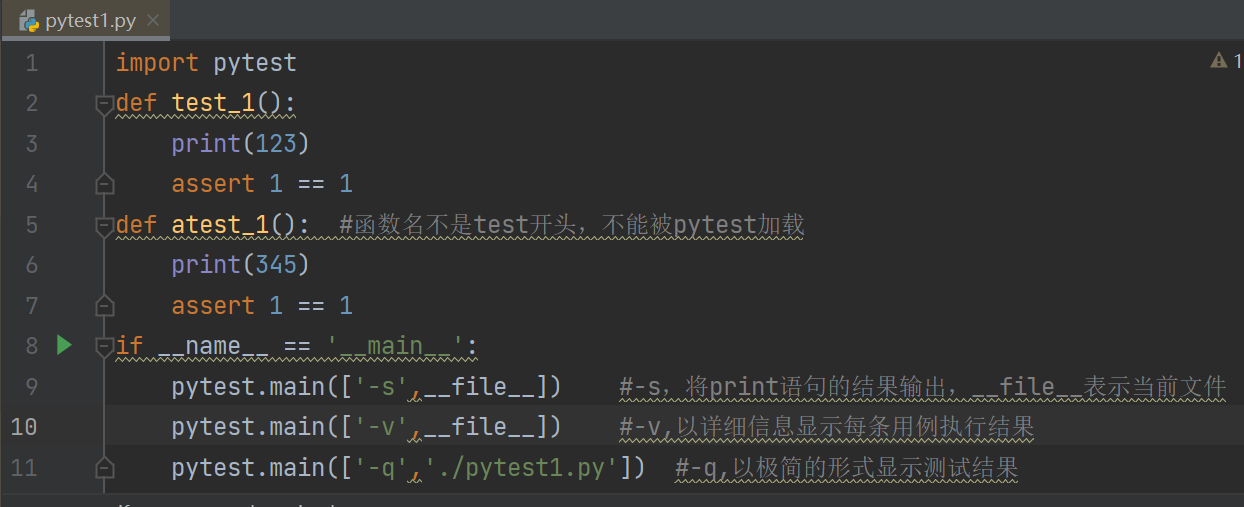 pytest1.py
1
1 import pytest
2 def test_1():
3     print(123)
4     assert 1 == 1
5 def atest_1():  #函数名不是test开头，不能被pytest加载
6     print(345)
7     assert 1 == 1
8 if __name__ == '__main__':
9     pytest.main(['-s',__file__])    #-s，将print语句的结果输出，__file__表示当前文件
10     pytest.main(['-v',__file__])    #-v,以详细信息显示每条用例执行结果
11     pytest.main(['-q','./pytest1.py'])  #-q,以极简的形式显示测试结果